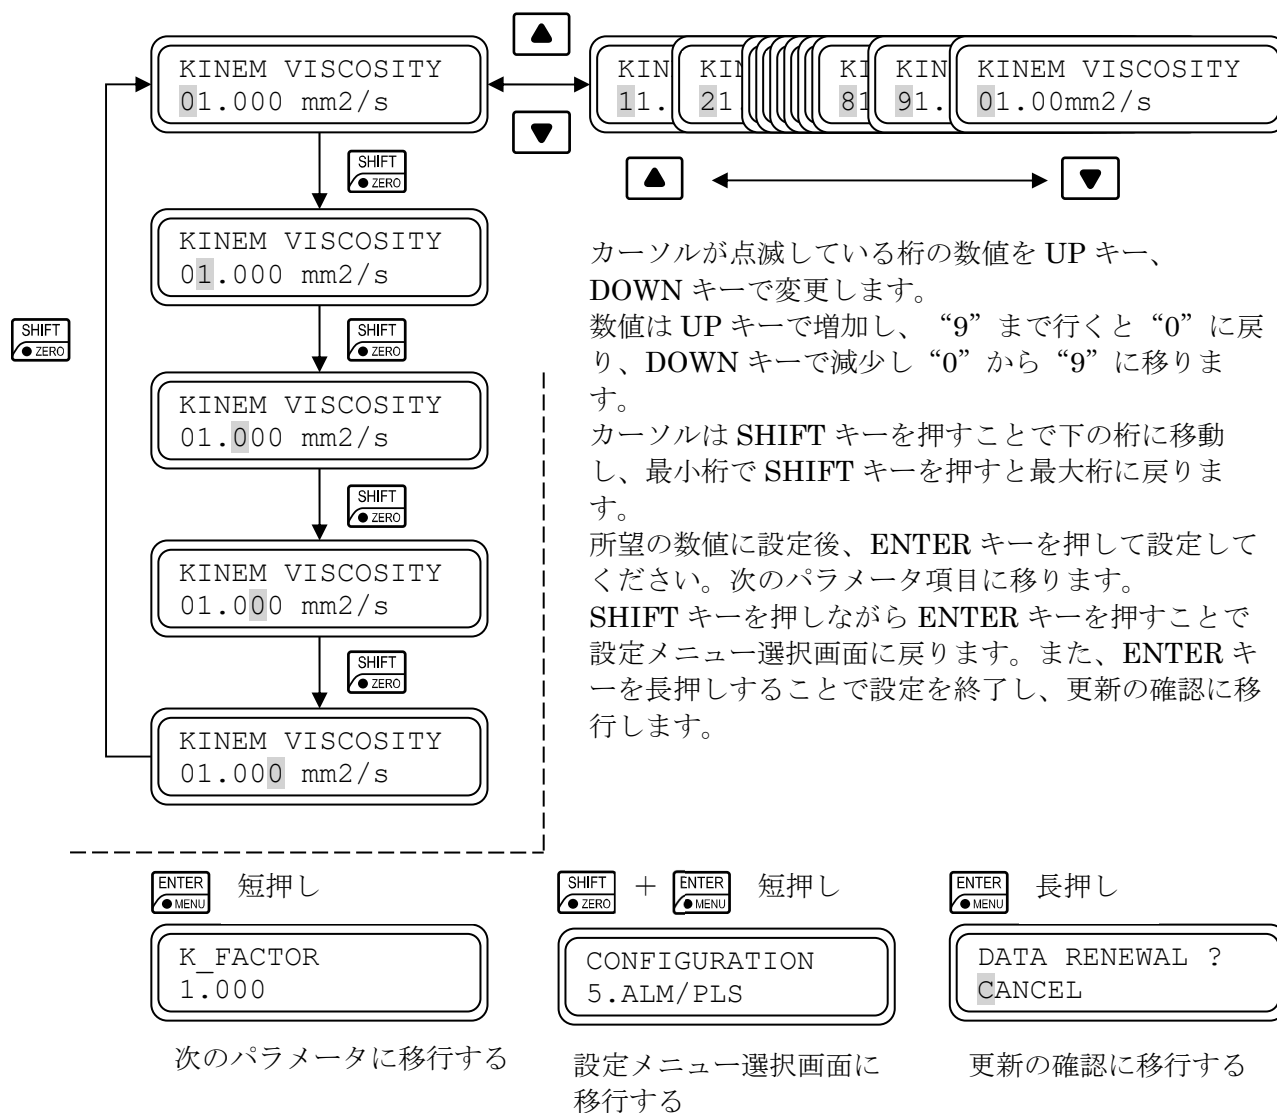 ▲
KINEM VISCOSITY
01.000 mm2/s
▼
KIN
11.
KIN
21.
KI
81
KIN
91.
KINEM VISCOSITY
01.00mm2/s
SHIFT
●ZERO
▲
▼
KINEM VISCOSITY
01.000 mm2/s
SHIFT
●ZERO
SHIFT
●ZERO
KINEM VISCOSITY
01.000 mm2/s
SHIFT
●ZERO
KINEM VISCOSITY
01.000 mm2/s
SHIFT
●ZERO
KINEM VISCOSITY
01.000 mm2/s
カーソルが点滅している桁の数値を UP キー、
DOWN キーで変更します。
数値は UP キーで増加し、“9”まで行くと“0”に戻
り、DOWN キーで減少し“0”から“9”に移りま
す。
カーソルは SHIFT キーを押すことで下の桁に移動
し、最小桁で SHIFT キーを押すと最大桁に戻りま
す。
所望の数値に設定後、ENTER キーを押して設定して
ください。次のパラメータ項目に移ります。
SHIFT キーを押しながら ENTER キーを押すことで
設定メニュー選択画面に戻ります。また、ENTER キ
ーを長押しすることで設定を終了し、更新の確認に移
行します。
ENTER
●MENU
短押し
K_FACTOR
1.000
次のパラメータに移行する
SHIFT
●ZERO
＋
ENTER
●MENU
短押し
CONFIGURATION
5.ALM/PLS
設定メニュー選択画面に
移行する
ENTER
●MENU
長押し
DATA RENEWAL ?
CANCEL
更新の確認に移行する